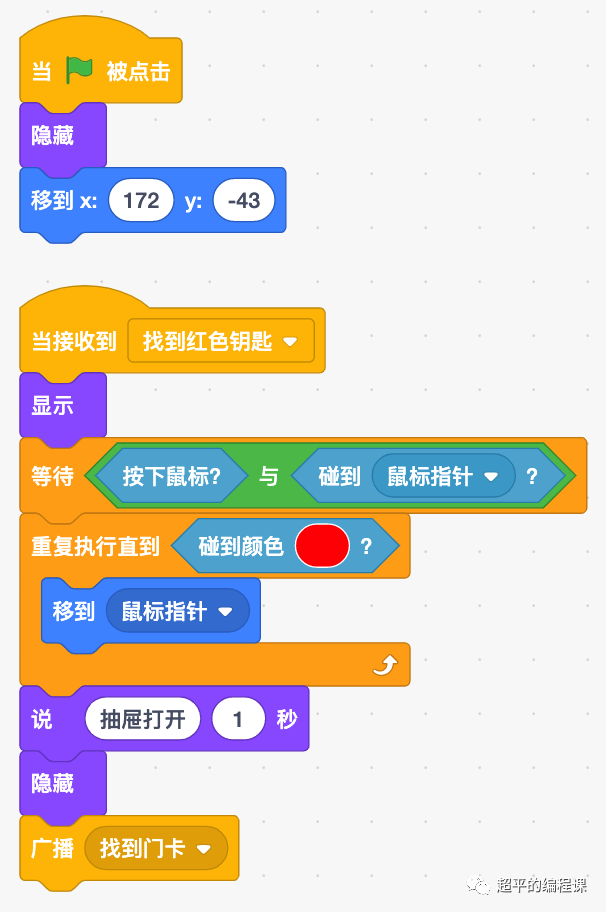 当 被点击
隐藏
移到 x: 172 y: -43
当接收到 找到红色钥匙
显示
等待 按下鼠标? 与 碰到 鼠标指针 ?
重复执行直到 碰到颜色 ?
移到 鼠标指针
说 抽屉打开 1 秒
隐藏
广播 找到门卡
超平的编程课